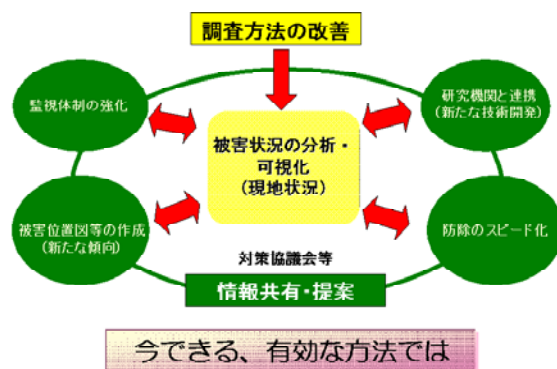 調査方法の改善
監視体制の強化
研究機関と連携
(新たな技術開発)
被害状況の分析・
可視化
(現地状況)
被害位置図等の作成
(新たな傾向)
防除のスピード化
対策協議会等
情報共有・提案
今できる、有効な方法では